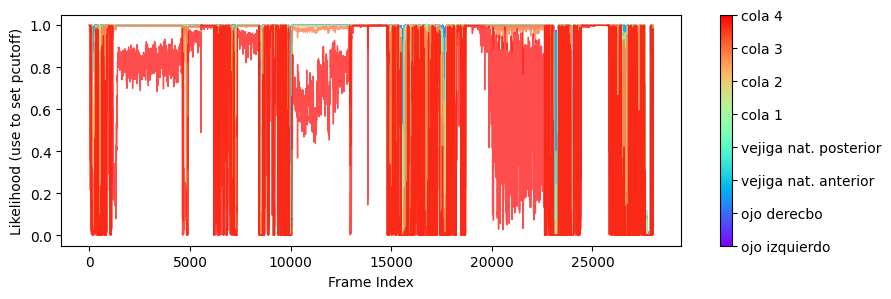 Likelihood (use to set pcutoff)
1.0
0.8
0.6
0.4
0.2
0.0
0
5000
10000
15000
20000
25000
Frame Index
cola 4
cola 3
cola 2
cola 1
vejiga nat. posterior
vejiga nat. anterior
ojo derecbo
ojo izquierdo